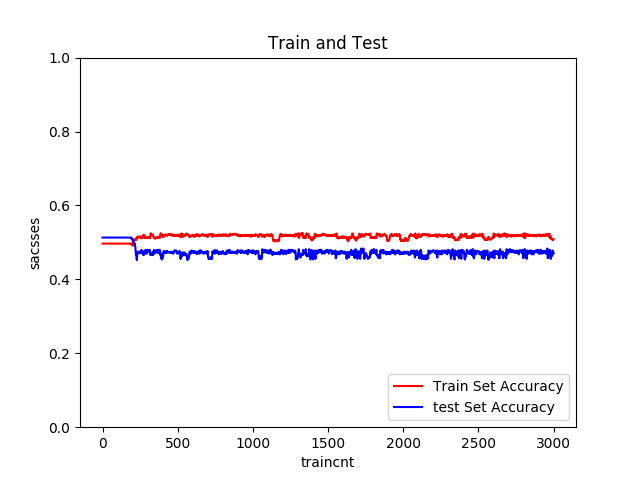 Train and Test
1.0
0.8
0.6
0.4
0.2
0.0
sacsses
0 500 1000 1500 2000 2500 3000
traincnt
Train Set Accuracy
test Set Accuracy